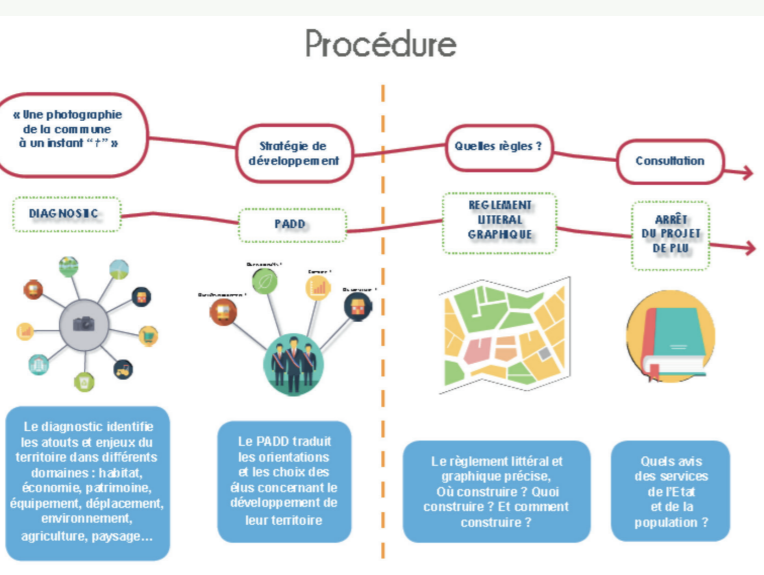 Procédure
« Une photographie
de la commune
à un instant “t” »
Stratégie de
développement
Quelles règles ?
Consultation
DIAGNOSTIC
PADD
REGLEMENT
LITTERAL
GRAPHIQUE
ARRÊT
DU PROJET
DE PLU
Le diagnostic identifie
les atouts et enjeux du
territoire dans différents
domaines : habitat,
économie, patrimoine,
équipement, déplacement,
environnement,
agriculture, paysage...
Le PADD traduit
les orientations
et les choix des
élus concernant le
développement de
leur territoire
Le règlement littéral et
graphique précise,
Où construire ? Quoi
construire ? Et comment
construire ?
Quels avis
des services
de l'Etat
et de la
population ?